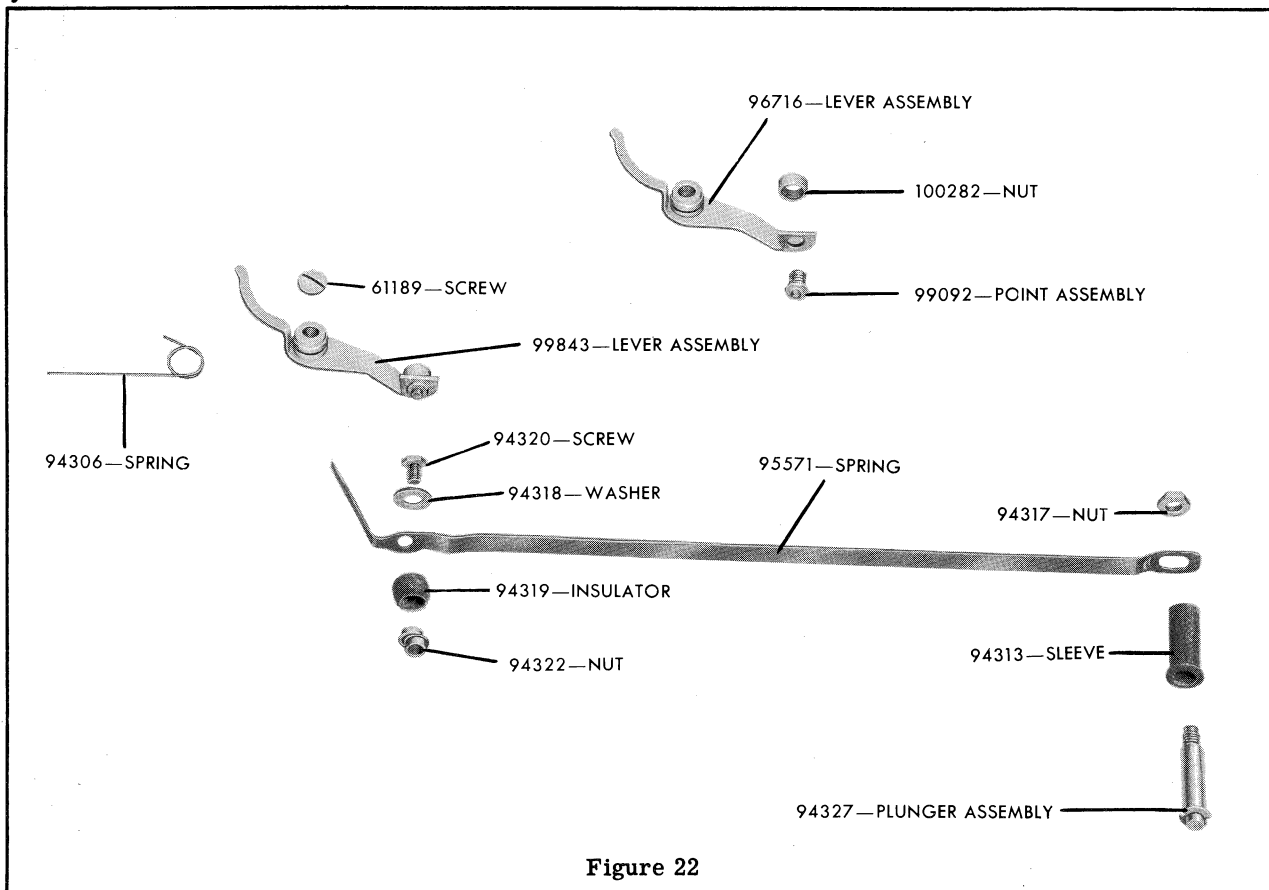 96716—LEVER ASSEMBLY
100282—NUT
61189—SCREW
99092—POINT ASSEMBLY
99843—LEVER ASSEMBLY
94306—SPRING
94320—SCREW
95571—SPRING
94318—WASHER
94317—NUT
94319—INSULATOR
94313—SLEEVE
94322—NUT
94327—PLUNGER ASSEMBLY
Figure 22